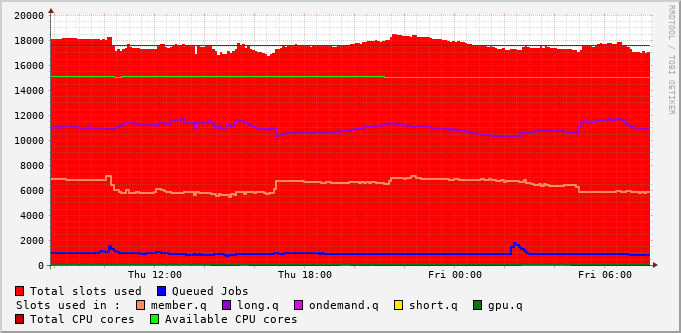 20000
18000
16000
14000
12000
10000
8000
6000
4000
2000
0
Thu 12:00 Thu 18:00 Fri 00:00 Fri 06:00
RRDTOOL / TOBI OETIKER
Total slots used Queued Jobs
Slots used in : member.q long.q ondemand.q short.q gpu.q
Total CPU cores Available CPU cores